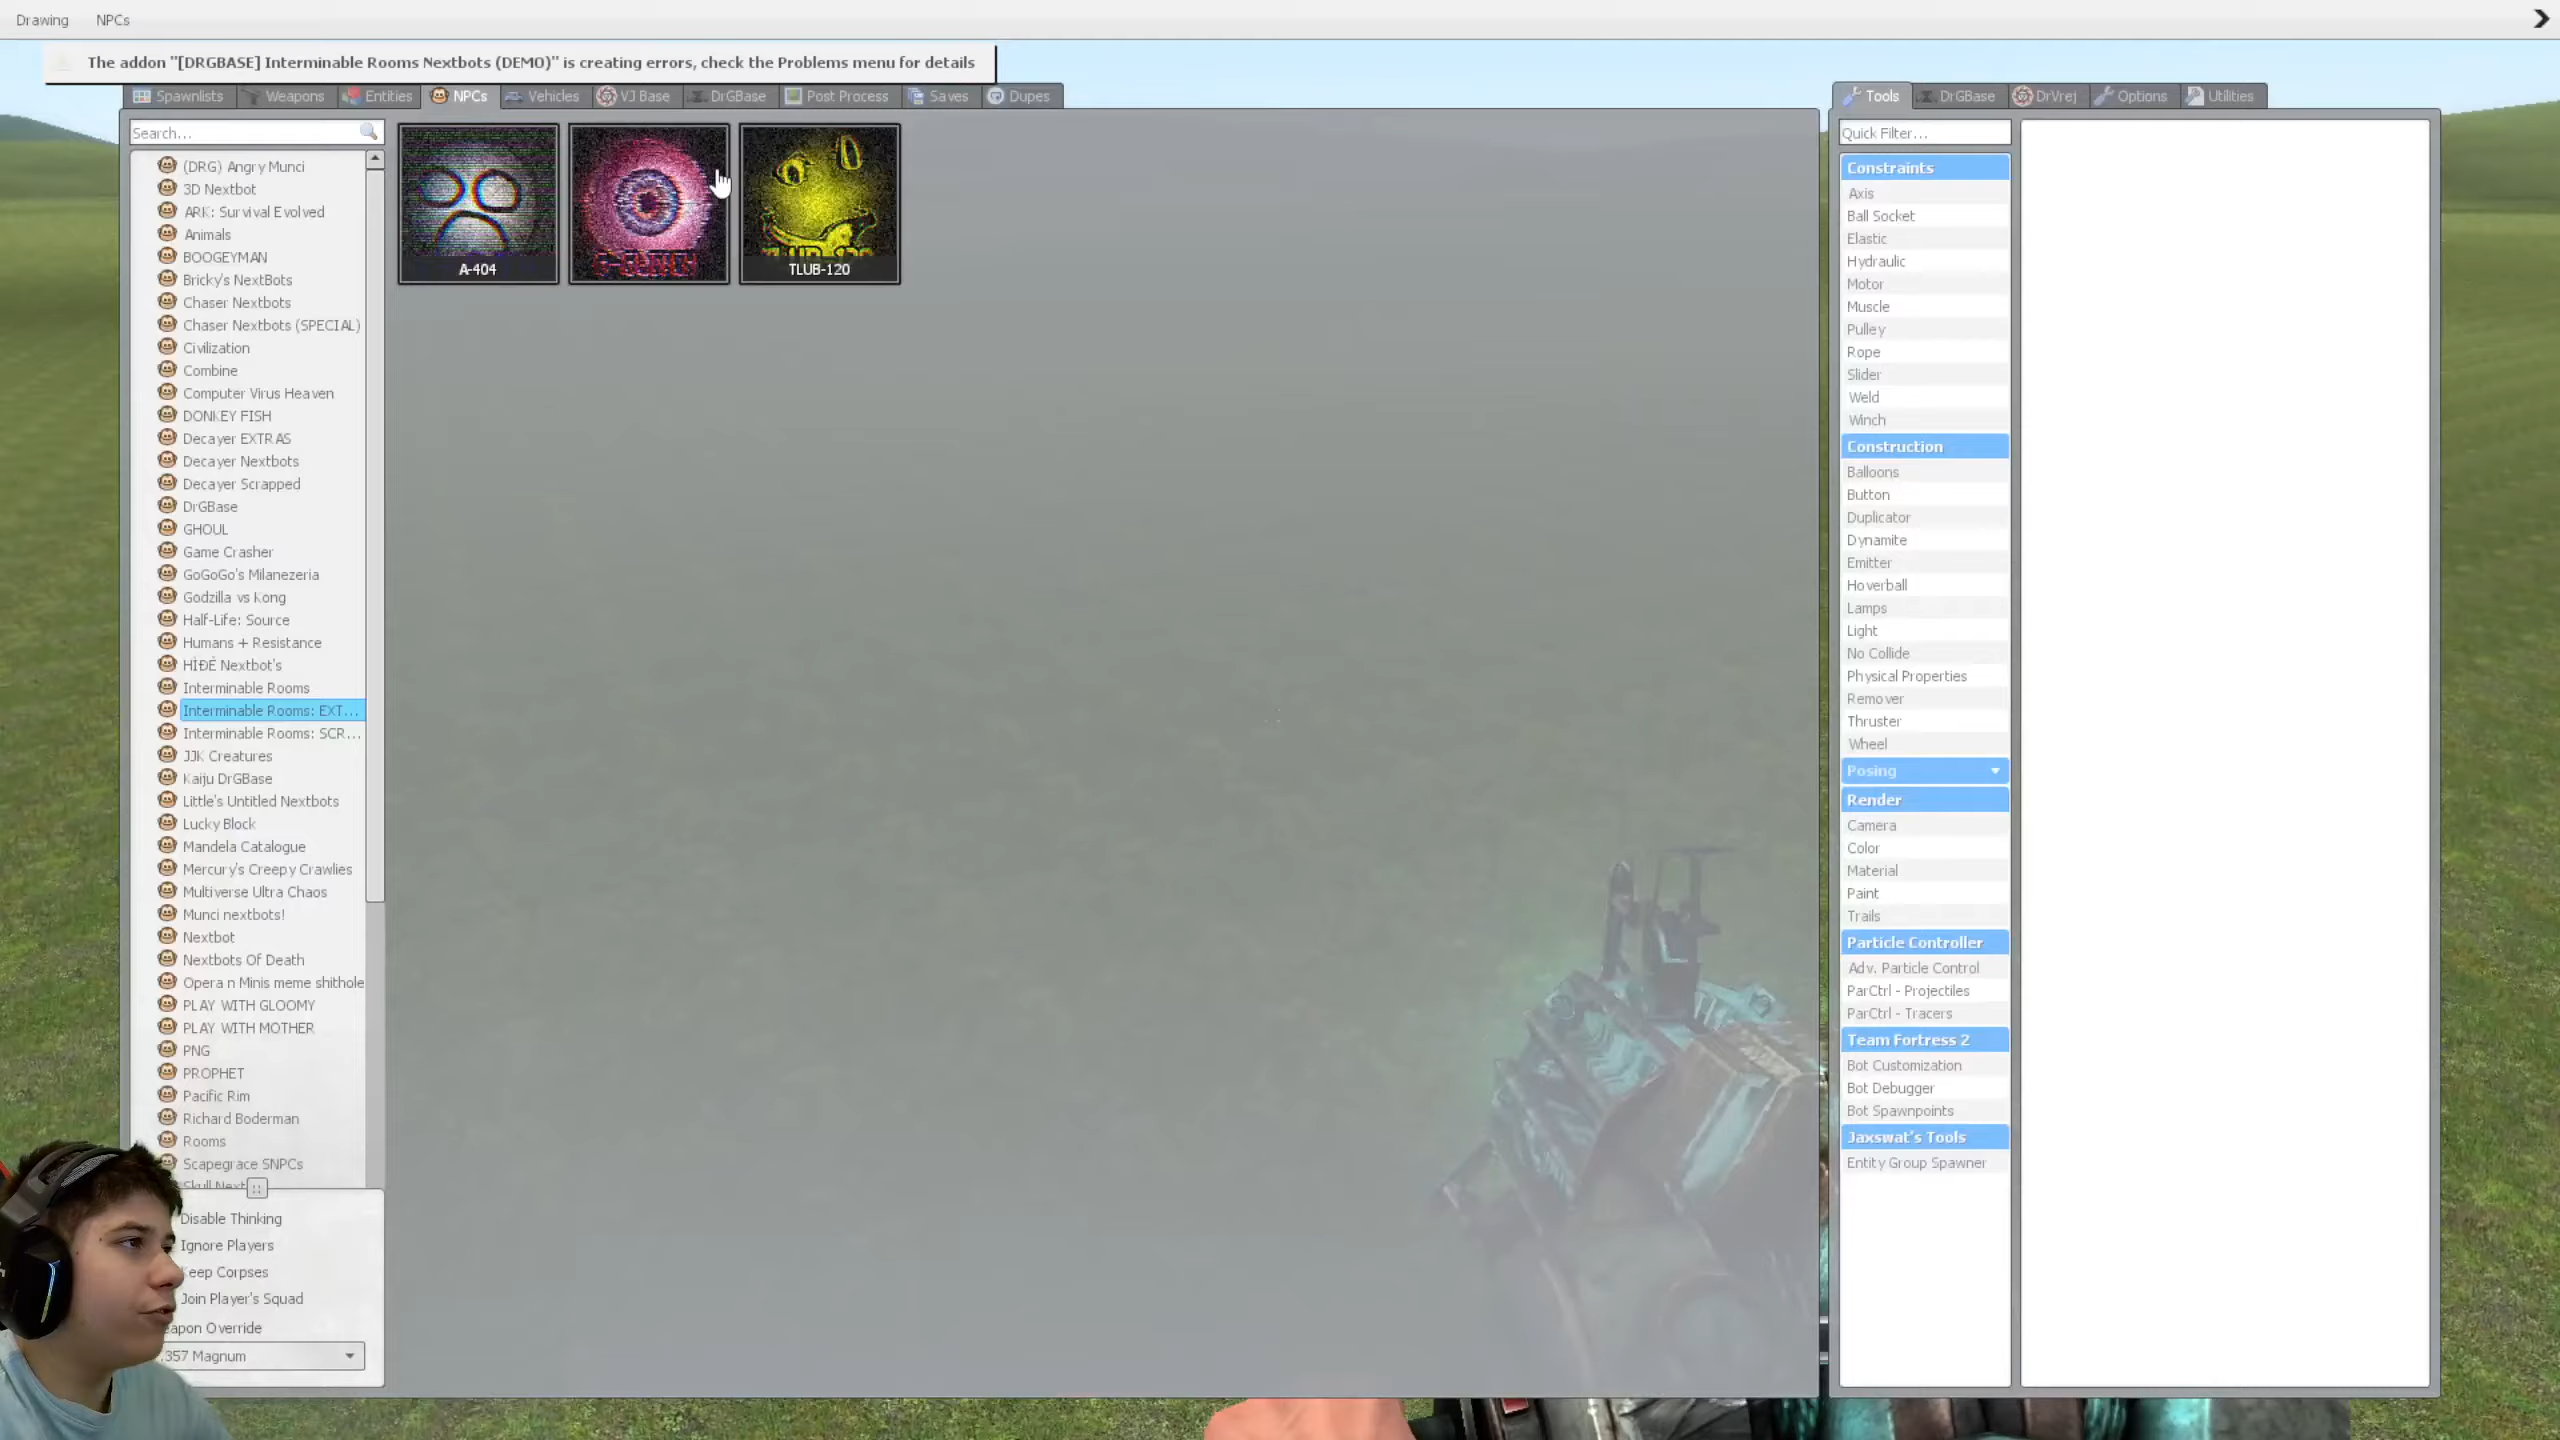 Drawing NPCs
The addon "[DRGBASE] Interminable Rooms Nextbots (DEMO)" is creating errors, check the Problems menu for details
Spawnlists Weapons Entities NPCs Vehicles VJ Base DrGBase Post Process Saves Dupes
Search...
(DRG) Angry Munci
3D Nextbot
ARK: Survival Evolved
Animals
BOOGEYMAN
Bricky's NextBots
Chaser Nextbots
Chaser Nextbots (SPECIAL)
Civilization
Combine
Computer Virus Heaven
DONKEY FISH
Decayer EXTRAS
Decayer Nextbots
Decayer Scrapped
DrGBase
GHOUL
Game Crasher
GoGoGo's Milanezeria
Godzilla vs Kong
Half-Life: Source
Humans + Resistance
HÍĐÈ Nextbot's
Interminable Rooms
Interminable Rooms: EXT...
Interminable Rooms: SCR...
JJK Creatures
Kaiju DrGBase
Little's Untitled Nextbots
Lucky Block
Mandela Catalogue
Mercury's Creepy Crawlies
Multiverse Ultra Chaos
Munci nextbots!
Nextbot
Nextbots Of Death
Opera n Minis meme shithole
PLAY WITH GLOOMY
PLAY WITH MOTHER
PNG
PROPHET
Pacific Rim
Richard Boderman
Rooms
Scapegrace SNPCs
Disable Thinking
Ignore Players
eep Corpses
Join Player's Squad
apon Override
357 Magnum
A-404
TLUB-120
Tools DrGBase DrVrej Options Utilities
Quick Filter...
Constraints
Axis
Ball Socket
Elastic
Hydraulic
Motor
Muscle
Pulley
Rope
Slider
Weld
Winch
Construction
Balloons
Button
Duplicator
Dynamite
Emitter
Hoverball
Lamps
Light
No Collide
Physical Properties
Remover
Thruster
Wheel
Posing
Render
Camera
Color
Material
Paint
Trails
Particle Controller
Adv. Particle Control
ParCtrl - Projectiles
ParCtrl - Tracers
Team Fortress 2
Bot Customization
Bot Debugger
Bot Spawnpoints
Jaxswat's Tools
Entity Group Spawner